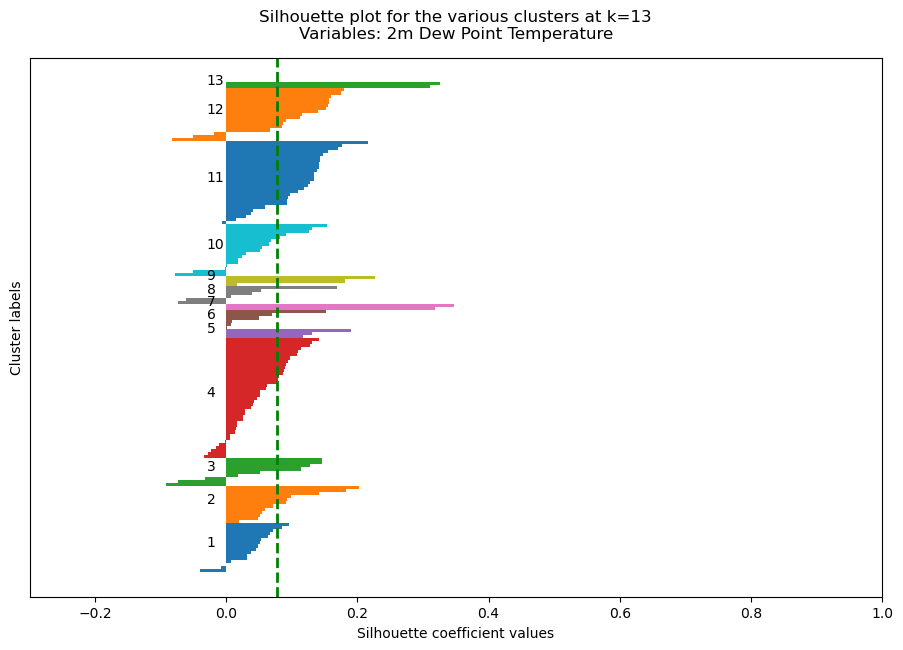 Silhouette plot for the various clusters at k=13
Variables: 2m Dew Point Temperature
Cluster labels
13
12
11
10
9
8
7
6
5
4
3
2
1
−0.2 0.0 0.2 0.4 0.6 0.8 1.0
Silhouette coefficient values